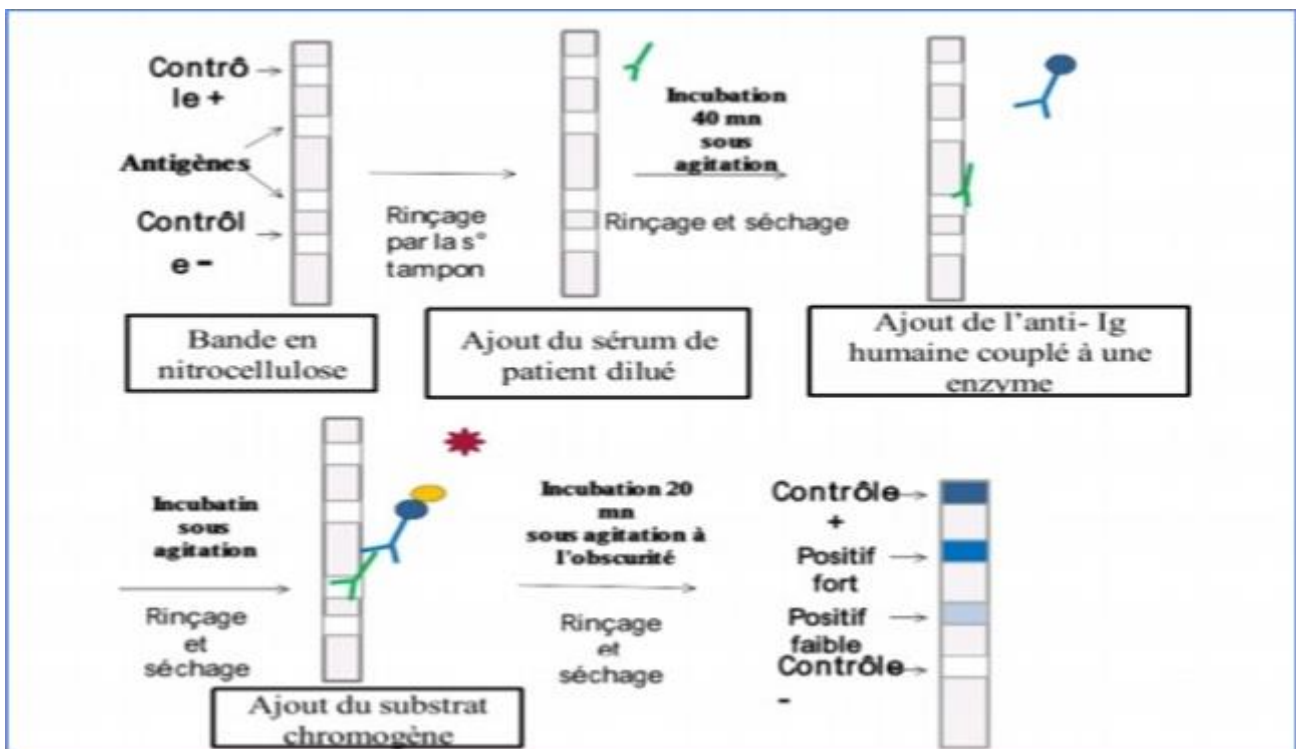 Contrô
le +
Antigènes
Contrôl
e -
Rinçage
par la s°
tampon
Incubation
40 mn
sous
agitation
Rinçage et séchage
Bande en
nitrocellulose
Ajout du sérum de
patient dilué
Ajout de l'anti- Ig
humaine couplé à une
enzyme
Incubatin
sous
agitation
Rinçage
et
séchage
Ajout du substrat
chromogène
Incubation 20
mn
sous agitation à
l'obscurité
Rinçage
et
séchage
Contrôle
+
Positif
fort
Positif
faible
Contrôle
-